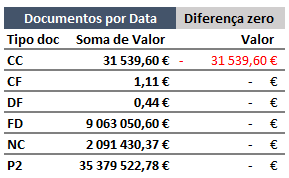 Documentos por Data Diferença zero
Tipo doc Soma de Valor Valor
CC 31 539,60 € - 31 539,60 €
CF 1,11 € - €
DF 0,44 € - €
FD 9 063 050,60 € - €
NC 2 091 430,37 € - €
P2 35 379 522,78 € - €